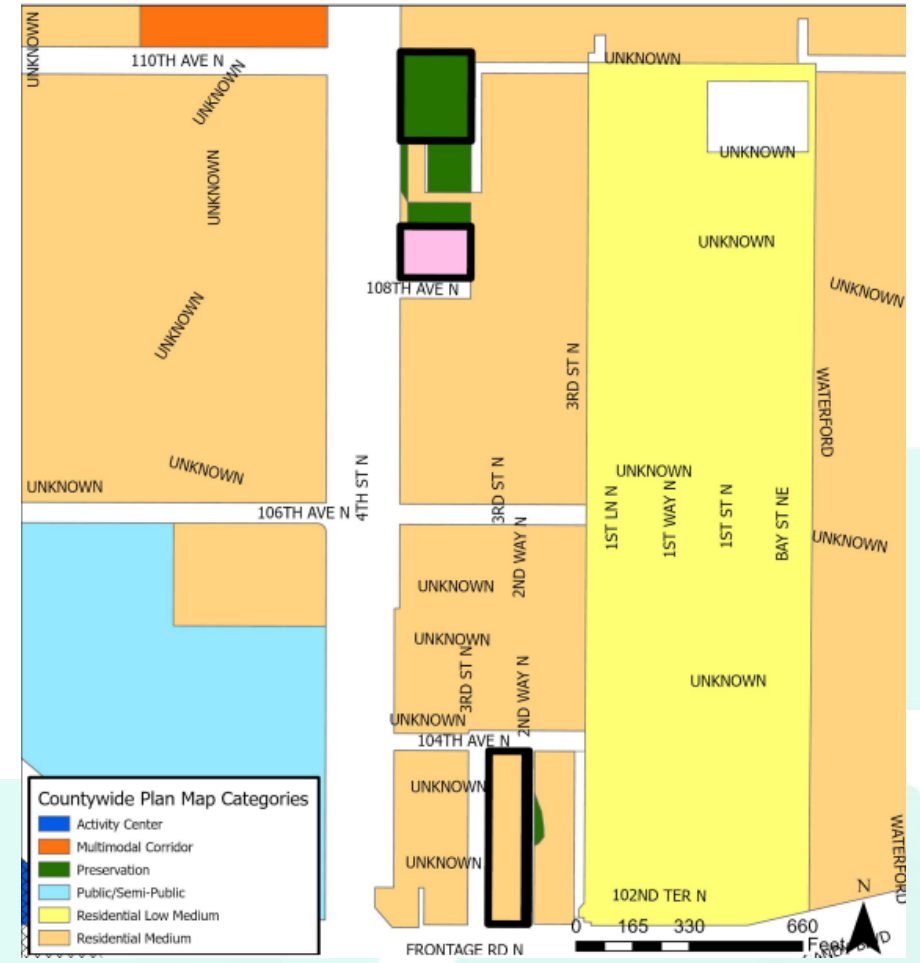 UNKNOWN
110TH AVE N
UNKNOWN
UNKNOWN
UNKNOWN
UNKNOWN
UNKNOWN
UNKNOWN
108TH AVE N
UNKNOWN
UNKNOWN
3RD ST N
WATERFORD
UNKNOWN
UNKNOWN
4TH ST N
3RD ST N
UNKNOWN
106TH AVE N
2ND WAY N
1ST LN N
1ST WAY N
1ST ST N
BAY ST NE
UNKNOWN
UNKNOWN
UNKNOWN
3RD ST N
2ND WAY N
UNKNOWN
UNKNOWN
104TH AVE N
UNKNOWN
UNKNOWN
WATERFORD
102ND TER N
FRONTAGE RD N
Countywide Plan Map Categories
Activity Center
Multimodal Corridor
Preservation
Public/Semi-Public
Residential Low Medium
Residential Medium
N
0 165 330 660
Feet